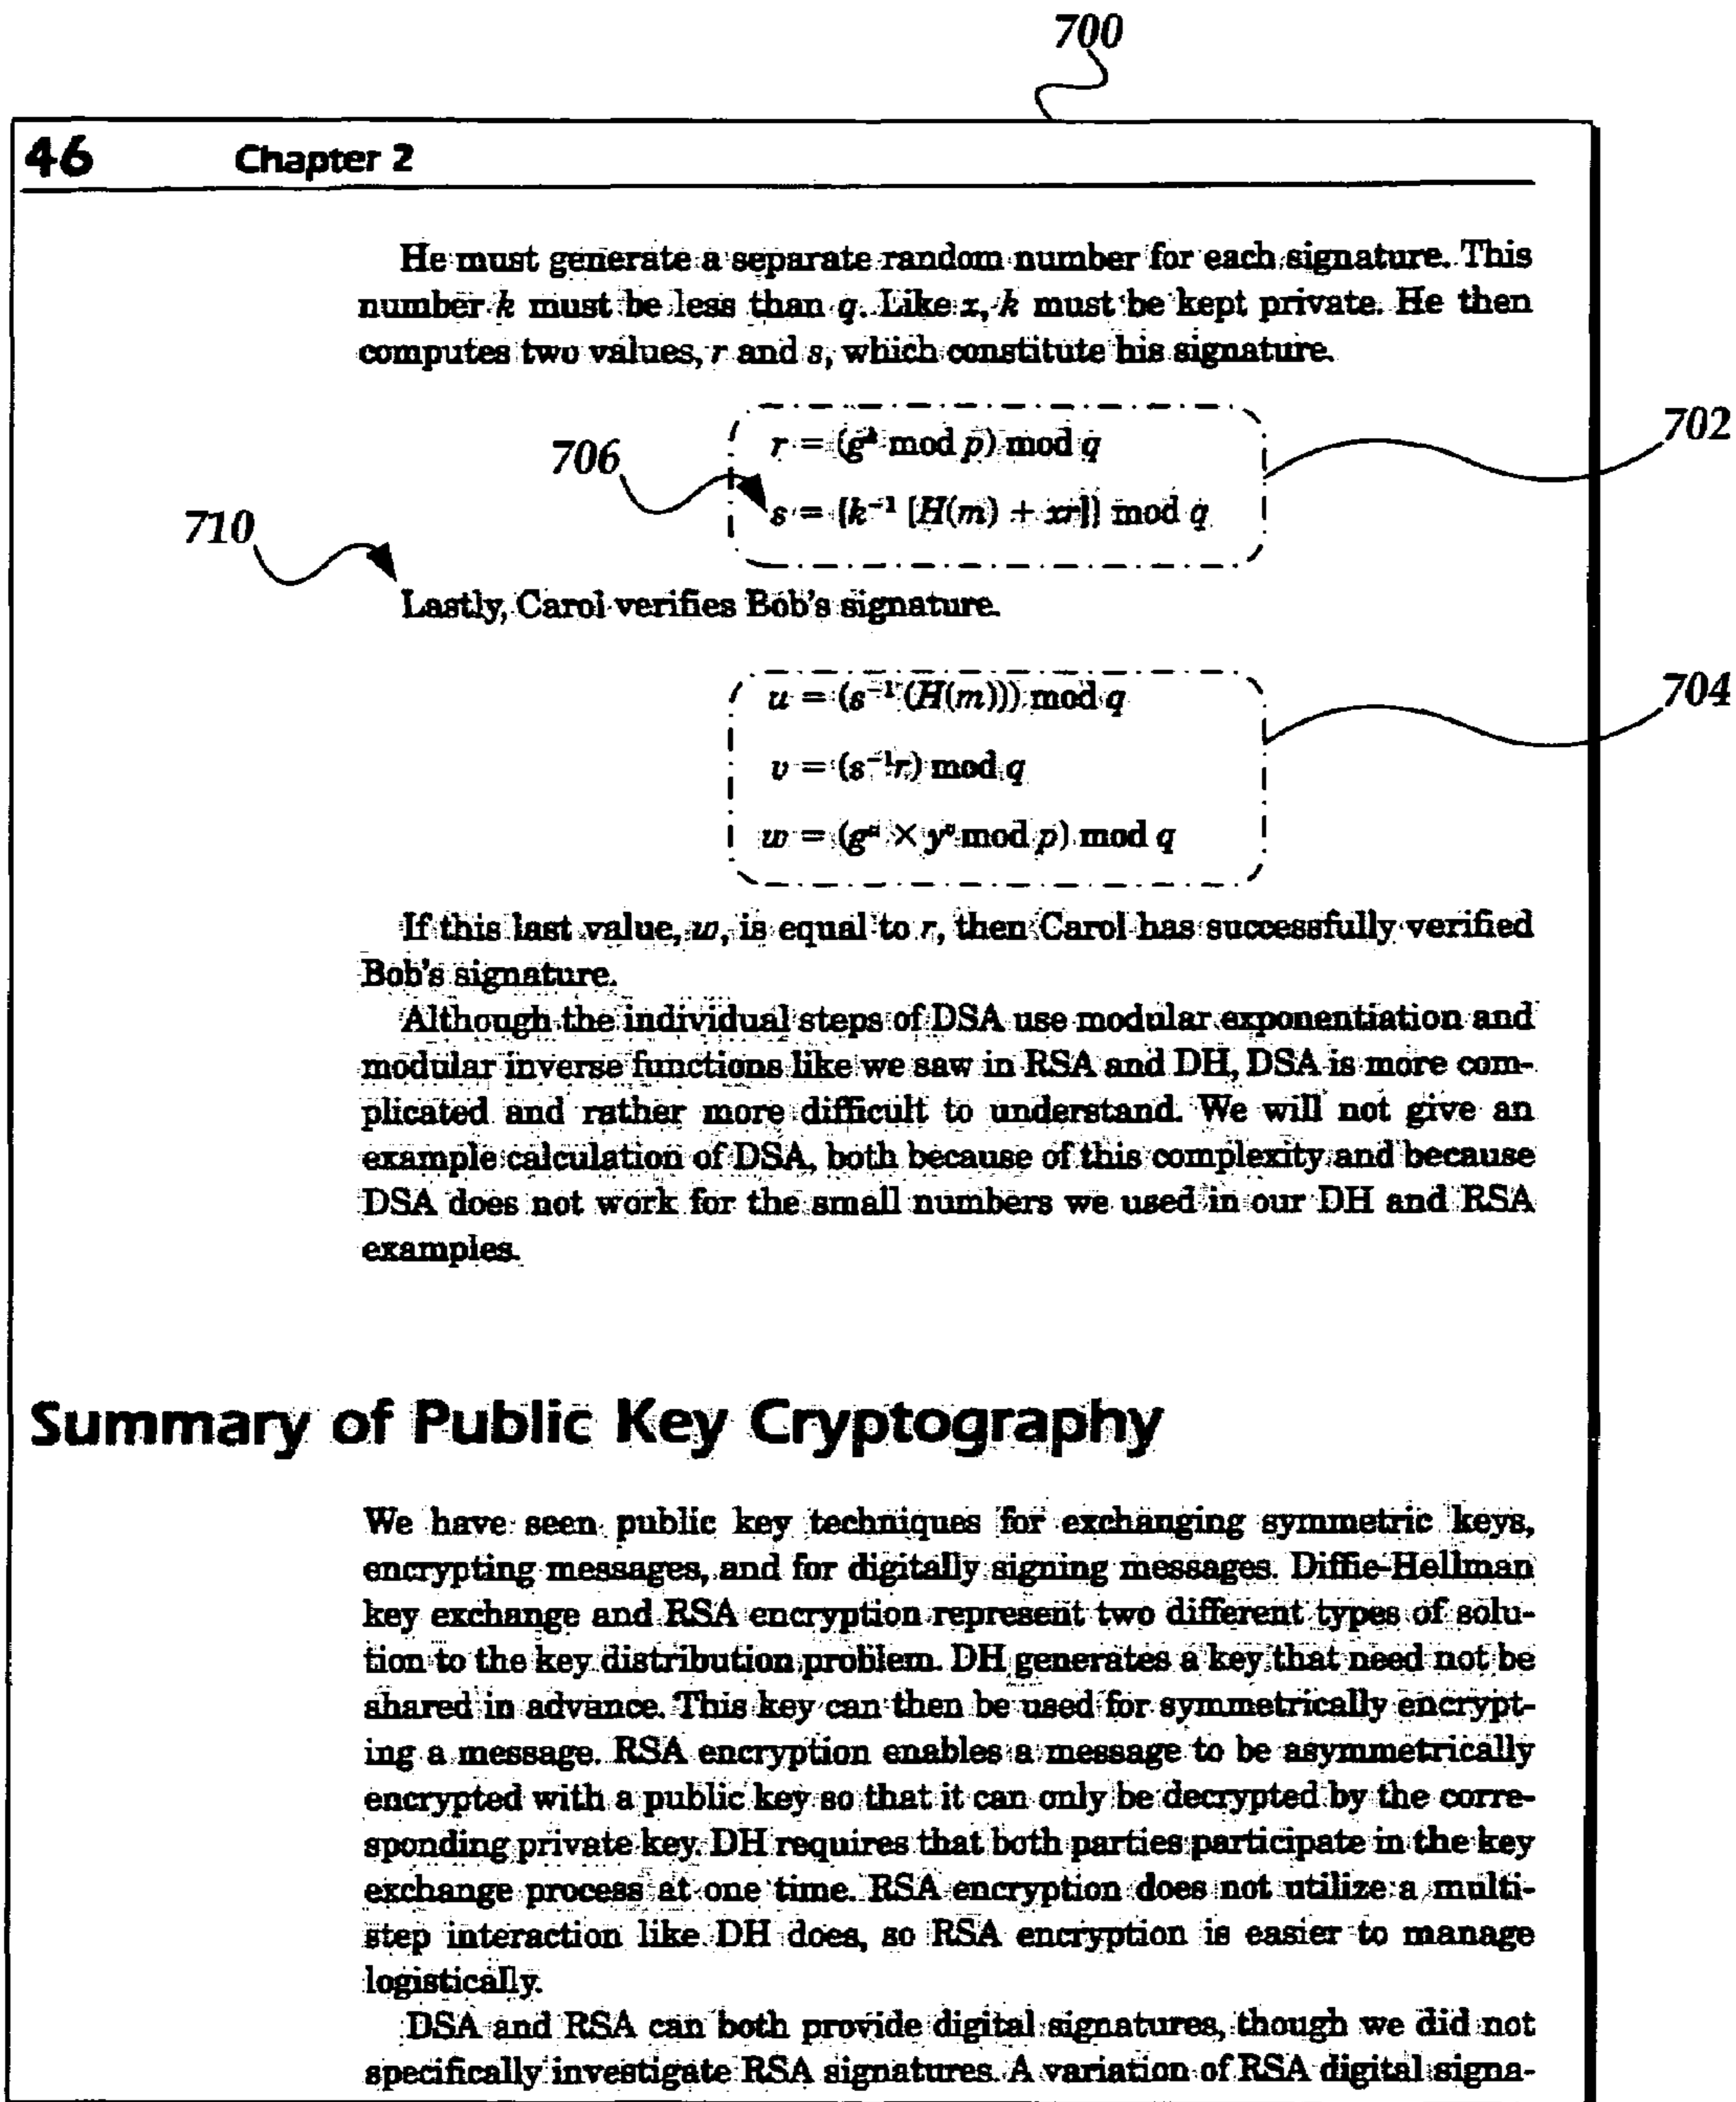 700
46 Chapter 2
He must generate a separate random number for each signature. This
number k must be less than q. Like x, k must be kept private. He then
computes two values, r and s, which constitute his signature.
r = (gᵏ mod p) mod q
702
706
s = {k⁻¹ [H(m) + xr]} mod q
710
Lastly, Carol verifies Bob's signature.
u = (s⁻¹ (H(m))) mod q
704
v = (s⁻¹r) mod q
w = (gᵘ × yᵛ mod p) mod q
If this last value, w, is equal to r, then Carol has successfully verified
Bob's signature.
Although the individual steps of DSA use modular exponentiation and
modular inverse functions like we saw in RSA and DH, DSA is more com-
plicated and rather more difficult to understand. We will not give an
example calculation of DSA, both because of this complexity and because
DSA does not work for the small numbers we used in our DH and RSA
examples.
Summary of Public Key Cryptography
We have seen public key techniques for exchanging symmetric keys,
encrypting messages, and for digitally signing messages. Diffie-Hellman
key exchange and RSA encryption represent two different types of solu-
tion to the key distribution problem. DH generates a key that need not be
shared in advance. This key can then be used for symmetrically encrypt-
ing a message. RSA encryption enables a message to be asymmetrically
encrypted with a public key so that it can only be decrypted by the corre-
sponding private key. DH requires that both parties participate in the key
exchange process at one time. RSA encryption does not utilize a multi-
step interaction like DH does, so RSA encryption is easier to manage
logistically.
DSA and RSA can both provide digital signatures, though we did not
specifically investigate RSA signatures. A variation of RSA digital signa-